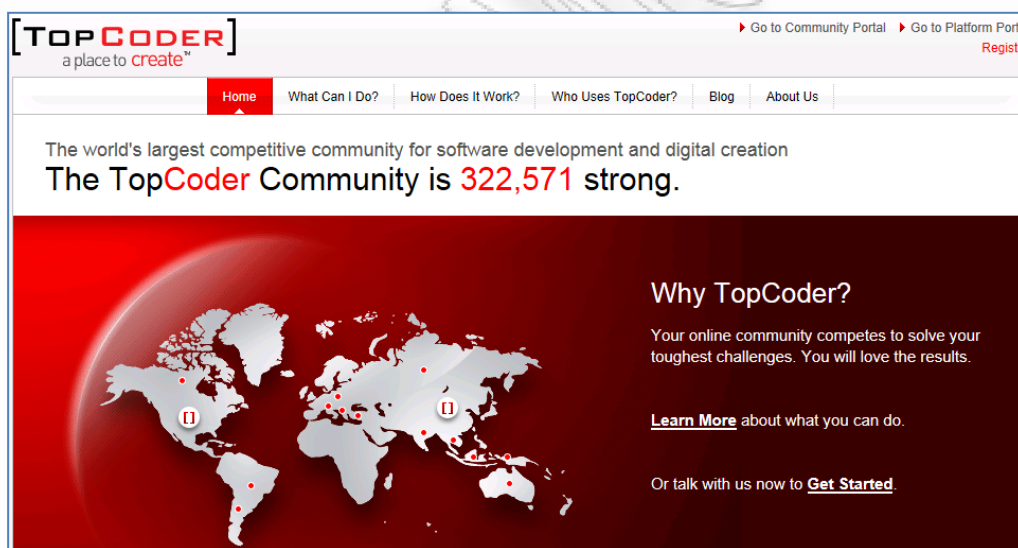 [TOPCODER]
a place to create™
Go to Community Portal Go to Platform Port
Regist
Home What Can I Do? How Does It Work? Who Uses TopCoder? Blog About Us
The world's largest competitive community for software development and digital creation
The TopCoder Community is 322,571 strong.
Why TopCoder?
Your online community competes to solve your
toughest challenges. You will love the results.
[] []
Learn More about what you can do.
Or talk with us now to Get Started.